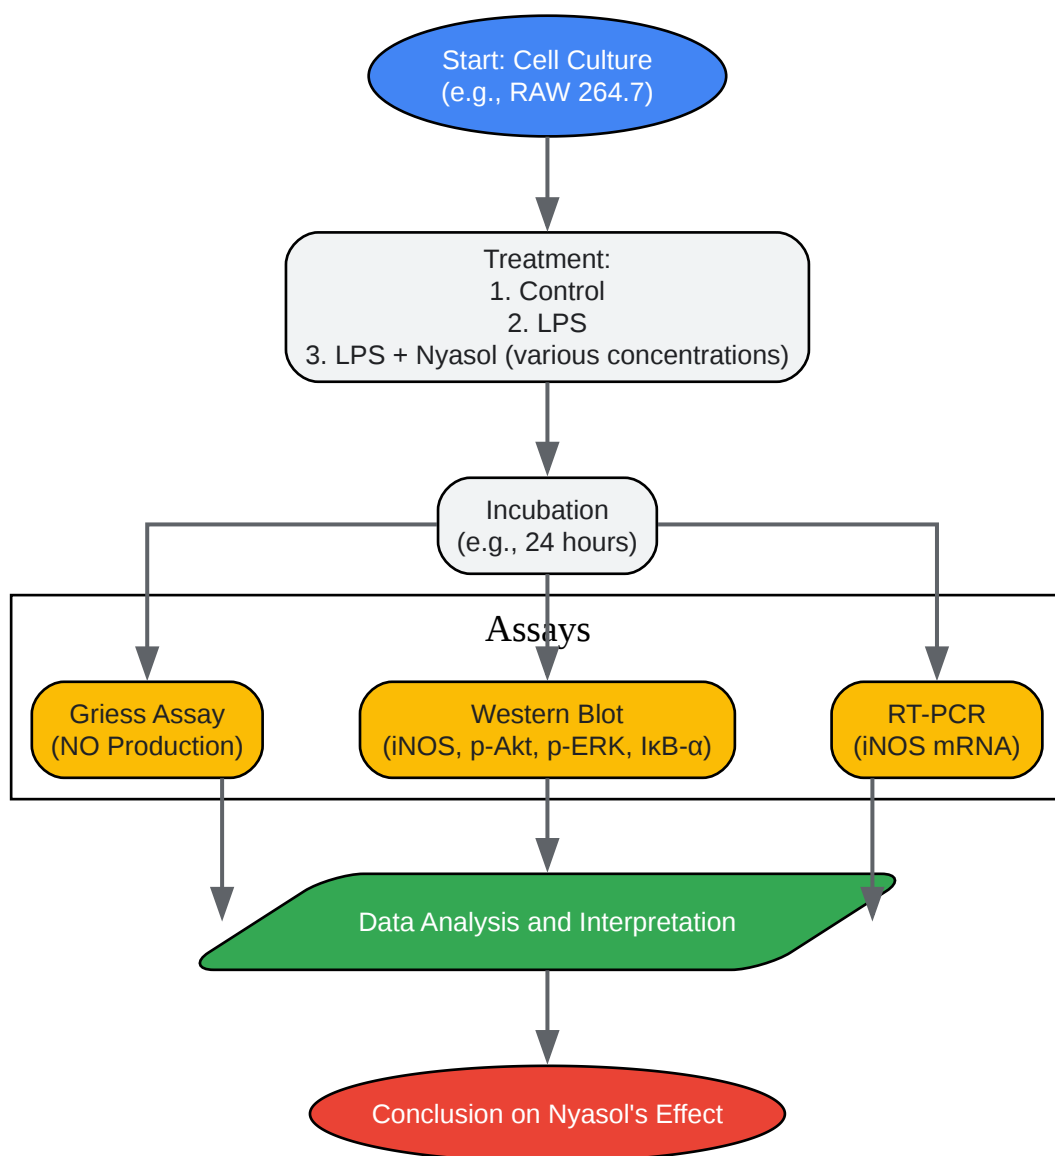 Start: Cell Culture
(e.g., RAW 264.7)
Treatment:
1. Control
2. LPS
3. LPS + Nyasol (various concentrations)
Incubation
(e.g., 24 hours)
Assays
Griess Assay
(NO Production)
Western Blot
(iNOS, p-Akt, p-ERK, IκB-α)
RT-PCR
(iNOS mRNA)
Data Analysis and Interpretation
Conclusion on Nyasol's Effect